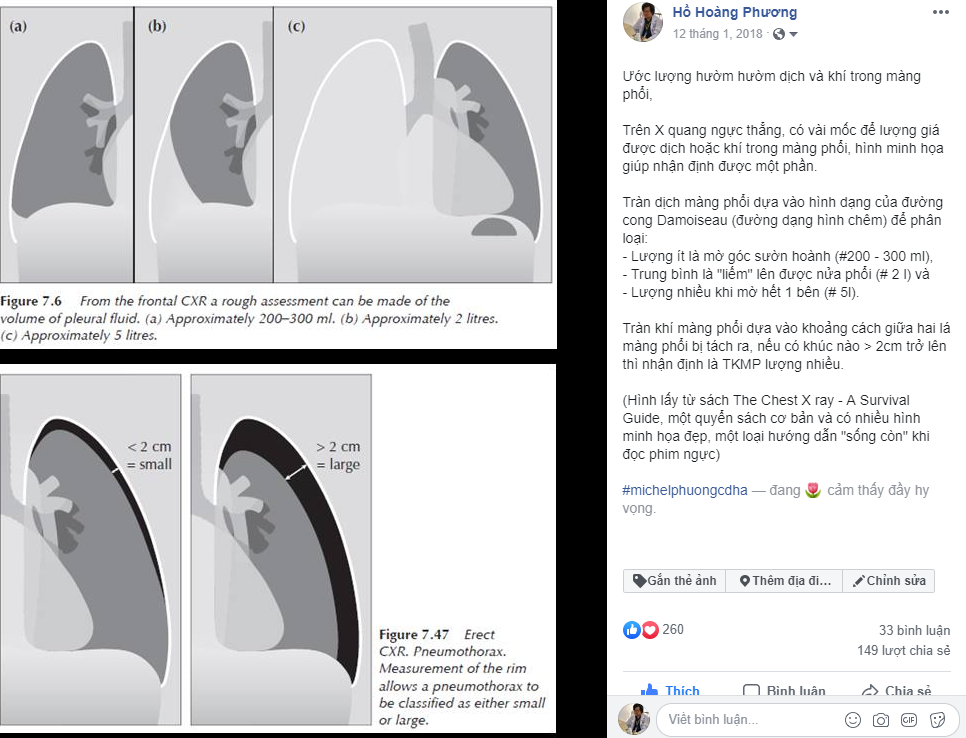 (a)
(b)
(c)
Figure 7.6 From the frontal CXR a rough assessment can be made of the
volume of pleural fluid. (a) Approximately 200–300 ml. (b) Approximately 2 litres.
(c) Approximately 5 litres.
< 2 cm
= small
> 2 cm
= large
Figure 7.47 Erect
CXR. Pneumothorax.
Measurement of the rim
allows a pneumothorax to
be classified as either small
or large.
Hồ Hoàng Phương
12 tháng 1, 2018 ·
Ước lượng hườm hườm dịch và khí trong màng
phổi,
Trên X quang ngực thẳng, có vài mốc để lượng giá
được dịch hoặc khí trong màng phổi, hình minh họa
giúp nhận định được một phần.
Tràn dịch màng phổi dựa vào hình dạng của đường
cong Damoiseau (đường dạng hình chêm) để phân
loại:
- Lượng ít là mờ góc sườn hoành (#200 - 300 ml),
- Trung bình là "liếm" lên được nửa phổi (# 2 l) và
- Lượng nhiều khi mờ hết 1 bên (# 5l).
Tràn khí màng phổi dựa vào khoảng cách giữa hai lá
màng phổi bị tách ra, nếu có khúc nào > 2cm trở lên
thì nhận định là TKMP lượng nhiều.
(Hình lấy từ sách The Chest X ray - A Survival
Guide, một quyển sách cơ bản và có nhiều hình
minh họa đẹp, một loại hướng dẫn "sống còn" khi
đọc phim ngực)
#michelphuongcdha — đang 🌷 cảm thấy đầy hy
vọng.
Gắn thẻ ảnh
Thêm địa đi...
Chỉnh sửa
260
33 bình luận
149 lượt chia sẻ
Thích
Bình luận
Chia sẻ
Viết bình luận...
GIF